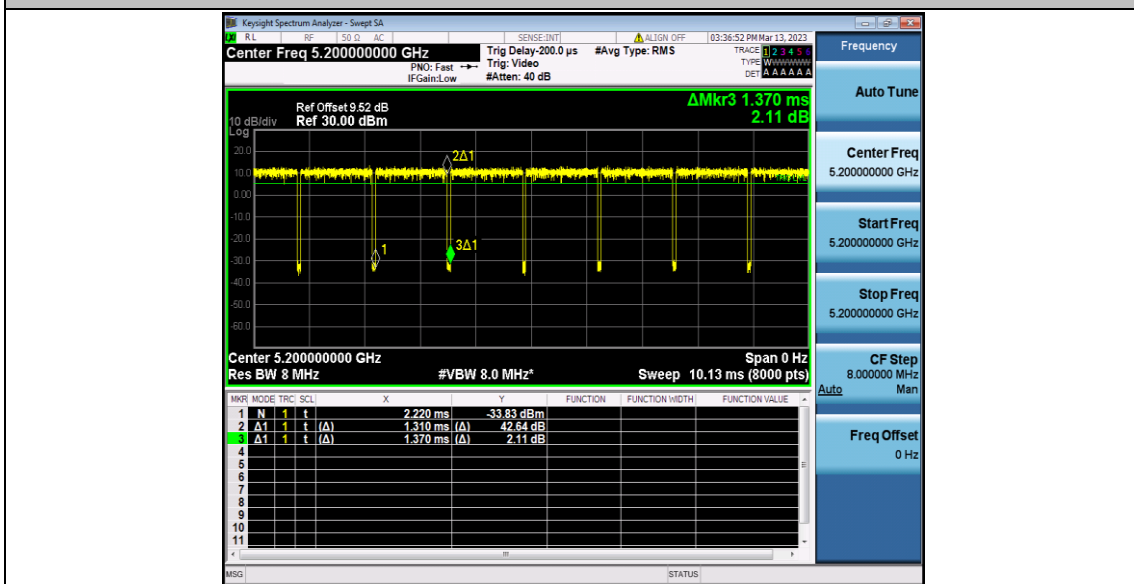 Keysight Spectrum Analyzer - Swept SA
RL RF 50 Ω AC SENSE:INT ALIGN OFF 03:36:52 PM Mar 13, 2023
Center Freq 5.200000000 GHz
PNO: Fast
IFGain:Low
Trig Delay-200.0 µs
Trig: Video
#Atten: 40 dB
#Avg Type: RMS
TRACE 1 2 3 4 5 6
TYPE
DET A A A A A A
Ref Offset 9.52 dB
10 dB/div Ref 30.00 dBm
Log
ΔMkr3 1.370 ms
2.11 dB
20.0
10.0
0.00
-10.0
-20.0
-30.0
-40.0
-50.0
-60.0
2Δ1
1
3Δ1
Center 5.200000000 GHz Span 0 Hz
Res BW 8 MHz #VBW 8.0 MHz* Sweep 10.13 ms (8000 pts)
MKR MODE TRC SCL X Y FUNCTION FUNCTION WIDTH FUNCTION VALUE
1 N 1 t 2.220 ms -33.83 dBm
2 Δ1 1 t (Δ) 1.310 ms (Δ) 42.64 dB
3 Δ1 1 t (Δ) 1.370 ms (Δ) 2.11 dB
4
5
6
7
8
9
10
11
MSG STATUS
Frequency
Auto Tune
Center Freq
5.200000000 GHz
Start Freq
5.200000000 GHz
Stop Freq
5.200000000 GHz
CF Step
8.000000 MHz
Auto Man
Freq Offset
0 Hz